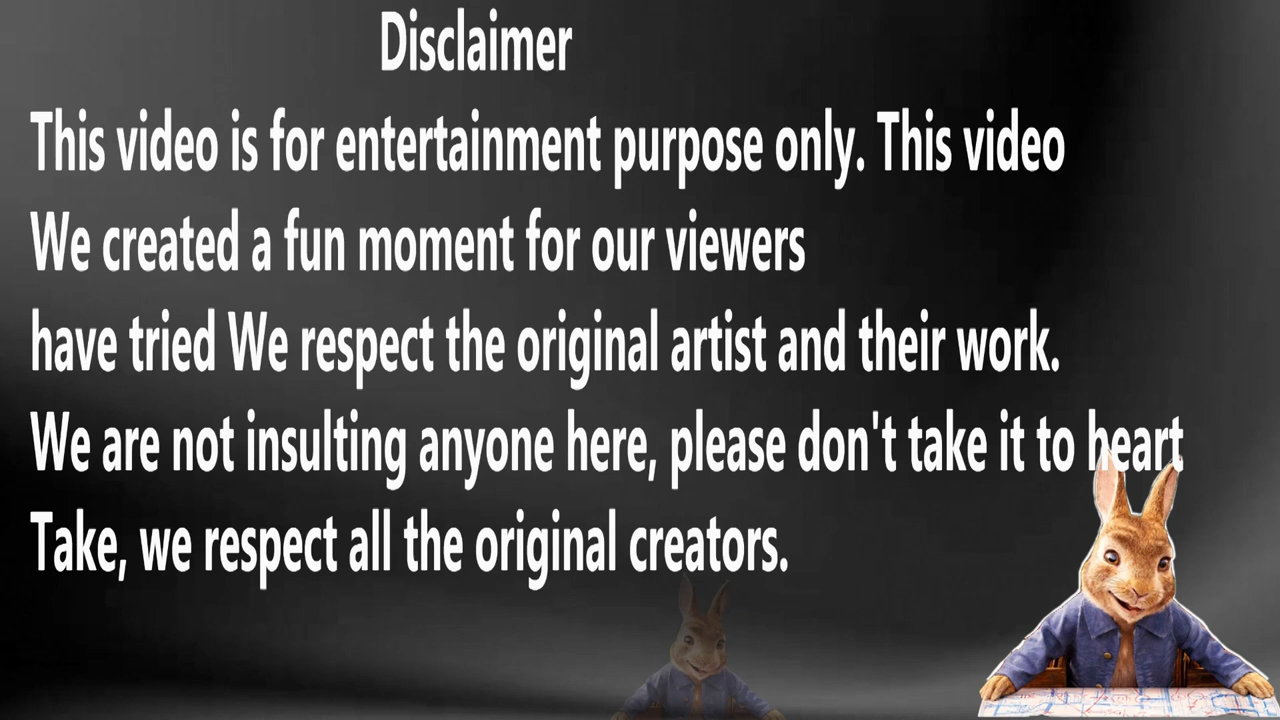 Disclaimer
This video is for entertainment purpose only. This video
We created a fun moment for our viewers
have tried We respect the original artist and their work.
We are not insulting anyone here, please don't take it to heart
Take, we respect all the original creators.